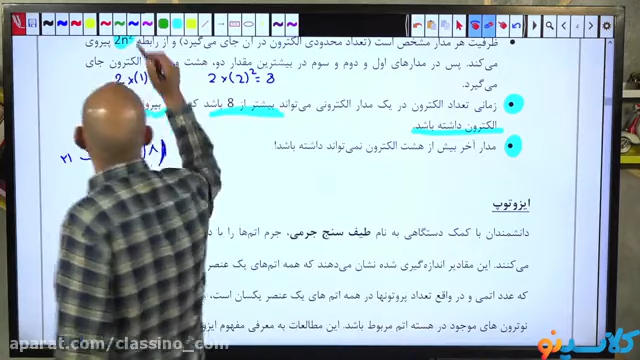 ظرفیت هر مدار مشخص است (تعداد محدودی الکترون در آن جای می‌گیرد) و از رابطه 2n² پیروی
می‌کند. پس در مدارهای اول و دوم و سوم در بیشترین مقدار دو، هشت و الکترون جای
می‌گیرد.
2×(1) 2×(2)²=8
زمانی تعداد الکترون در یک مدار الکترونی می‌تواند بیشتر از 8 باشد که
الکترون داشته باشد.
مدار آخر بیش از هشت الکترون نمی‌تواند داشته باشد!
ایزوتوپ
دانشمندان با کمک دستگاهی به نام طیف سنج جرمی، جرم اتم‌ها را با
می‌کنند. این مقادیر اندازه‌گیری شده نشان می‌دهند که همه اتم‌های یک عنصر
که عدد اتمی و در واقع تعداد پروتونها در همه اتم های یک عنصر یکسان است،
نوترون های موجود در هسته اتم مربوط باشد. این مطالعات به معرفی مفهوم
aparat.com/classino_com
کلاسینو